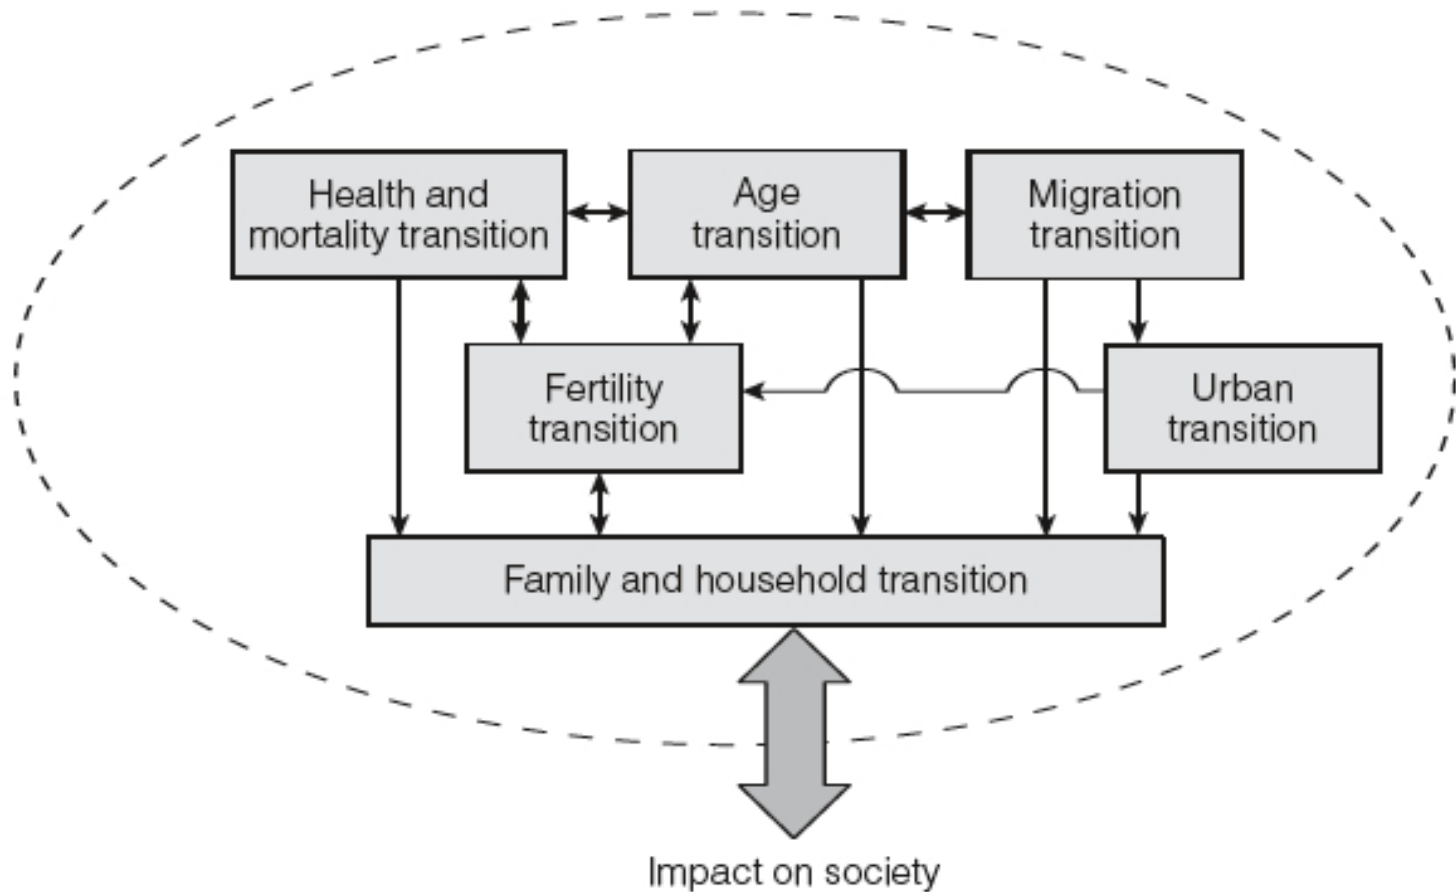 Health and
mortality transition
Age
transition
Migration
transition
Fertility
transition
Urban
transition
Family and household transition
Impact on society